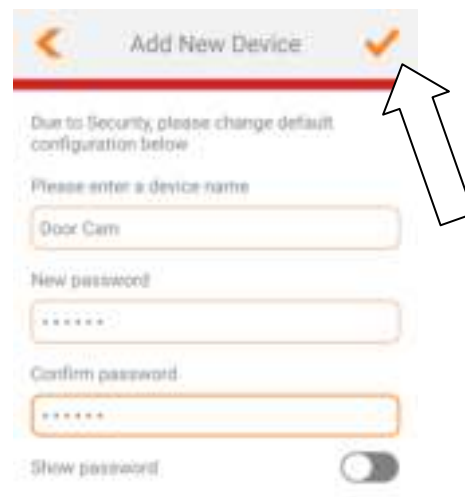 Add New Device
Due to Security, please change default
configuration below
Please enter a device name
Door Cam
New password
••••••
Confirm password
••••••
Show password